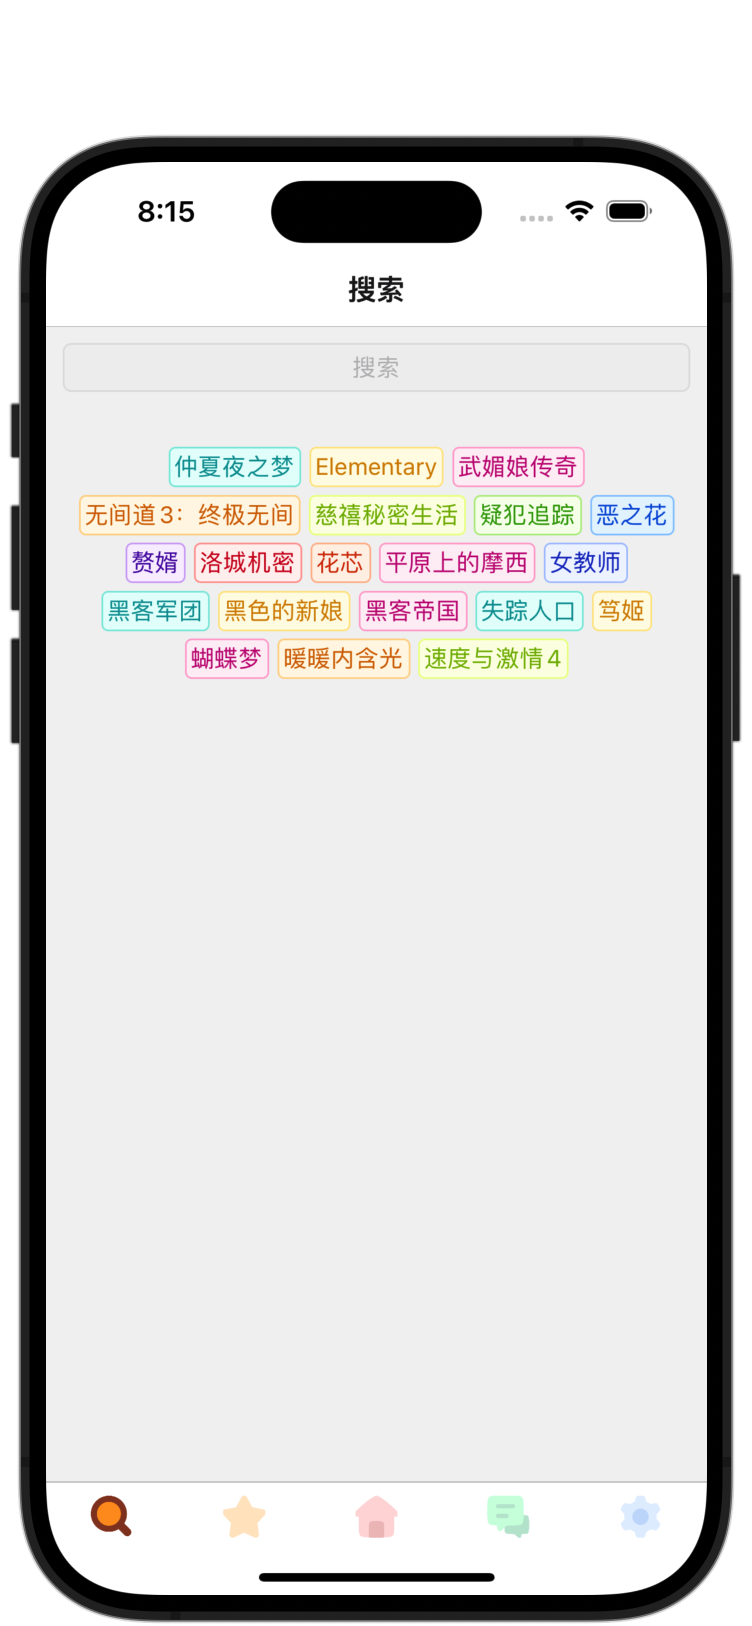 8:15
搜索
搜索
仲夏夜之梦 Elementary 武媚娘传奇
无间道3：终极无间 慈禧秘密生活 疑犯追踪 恶之花
赘婿 洛城机密 花芯 平原上的摩西 女教师
黑客军团 黑色的新娘 黑客帝国 失踪人口 笃姬
蝴蝶梦 暖暖内含光 速度与激情4